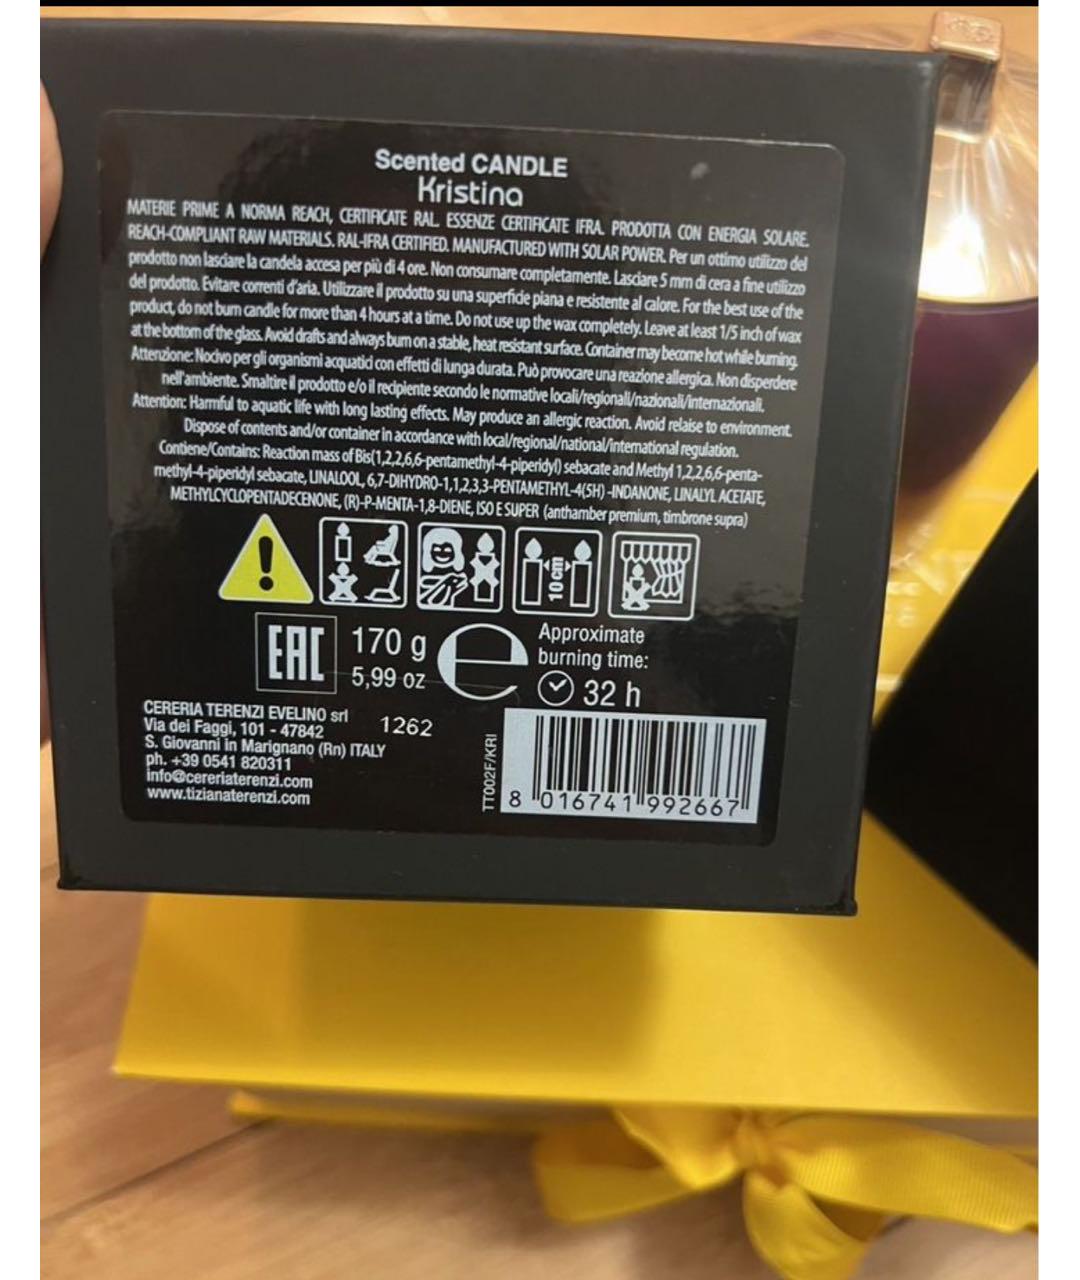 Scented CANDLE
Kristina
MATERIE PRIME A NORMA REACH, CERTIFICATE RAL. ESSENZE CERTIFICATE IFRA. PRODOTTA CON ENERGIA SOLARE.
REACH-COMPLIANT RAW MATERIALS. RAL-IFRA CERTIFIED. MANUFACTURED WITH SOLAR POWER. Per un ottimo utilizzo del
prodotto non lasciare la candela accesa per più di 4 ore. Non consumare completamente. Lasciare 5 mm di cera a fine utilizzo
del prodotto. Evitare correnti d'aria. Utilizzare il prodotto su una superficie piana e resistente al calore. For the best use of the
product, do not burn candle for more than 4 hours at a time. Do not use up the wax completely. Leave at least 1/5 inch of wax
at the bottom of the glass. Avoid drafts and always burn on a stable, heat resistant surface. Container may become hot while burning.
Attenzione: Nocivo per gli organismi acquatici con effetti di lunga durata. Può provocare una reazione allergica. Non disperdere
nell'ambiente. Smaltire il prodotto e/o il recipiente secondo le normative locali/regionali/nazionali/internazionali.
Attention: Harmful to aquatic life with long lasting effects. May produce an allergic reaction. Avoid relaise to environment.
Dispose of contents and/or container in accordance with local/regional/national/international regulation.
Contiene/Contains: Reaction mass of Bis(1,2,2,6,6-pentamethyl-4-piperidyl) sebacate and Methyl 1,2,2,6,6-penta-
methyl-4-piperidyl sebacate, LINALOOL, 6,7-DIHYDRO-1,1,2,3,3-PENTAMETHYL-4(5H) -INDANONE, LINALYL ACETATE,
METHYLCYCLOPENTADECENONE, (R)-P-MENTA-1,8-DIENE, ISO E SUPER (anthamber premium, timbrone supra)
10 cm
EAC 170 g e Approximate
5,99 oz burning time:
32 h
CERERIA TERENZI EVELINO srl 1262
Via dei Faggi, 101 - 47842
S. Giovanni in Marignano (Rn) ITALY
ph. +39 0541 820311
info@cereriaterenzi.com
www.tizianaterenzi.com
TT002F/KRI
8 016741 992667